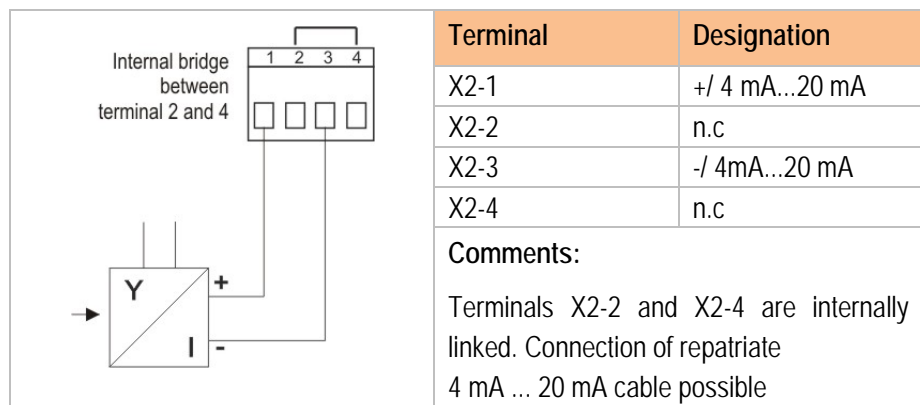 Internal bridge
between
terminal 2 and 4
1 2 3 4
Y
+
I
-
Terminal Designation
X2-1 +/ 4 mA...20 mA
X2-2 n.c
X2-3 -/ 4mA...20 mA
X2-4 n.c
Comments:
Terminals X2-2 and X2-4 are internally
linked. Connection of repatriate
4 mA ... 20 mA cable possible